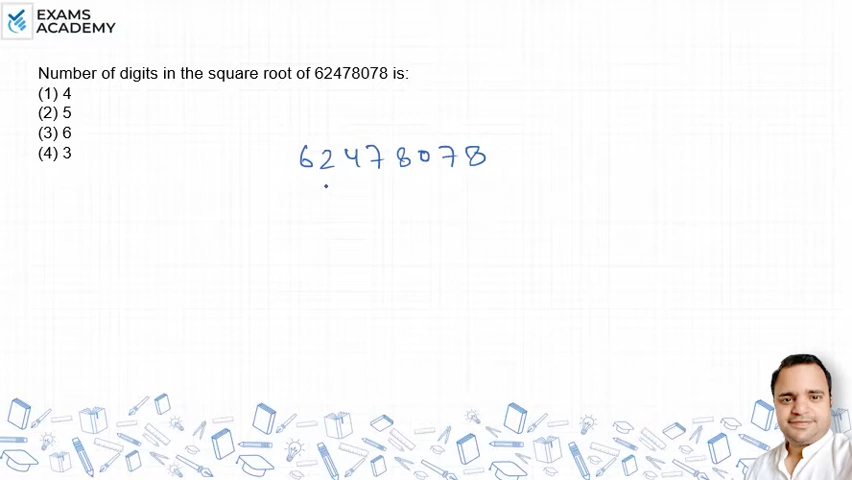 EXAMS
ACADEMY
Number of digits in the square root of 62478078 is:
(1) 4
(2) 5
(3) 6
(4) 3
62478078